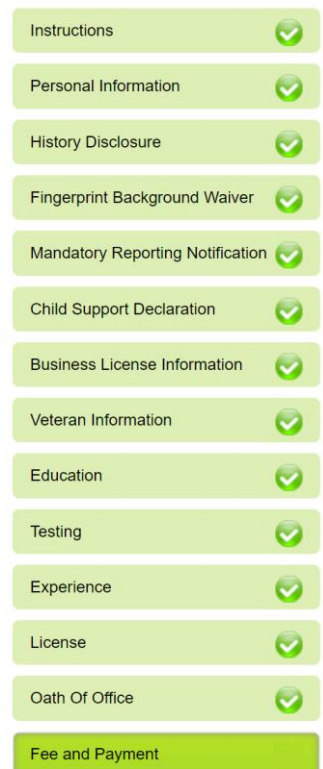 Instructions
Personal Information
History Disclosure
Fingerprint Background Waiver
Mandatory Reporting Notification
Child Support Declaration
Business License Information
Veteran Information
Education
Testing
Experience
License
Oath Of Office
Fee and Payment